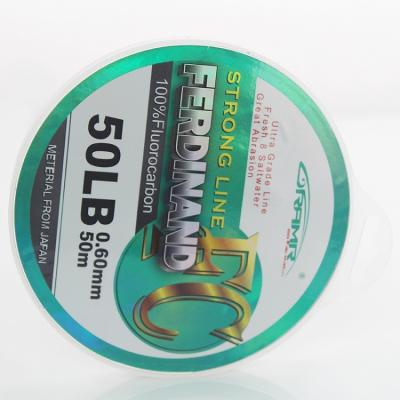 ORAMR®
Ultra Grade Line
Fresh & Saltwater
Great Abrasion
STRONG LINE
FERDINAND
FC
100%Fluorocarbon
50LB
0.60mm
50m
METERIAL FROM JAPAN